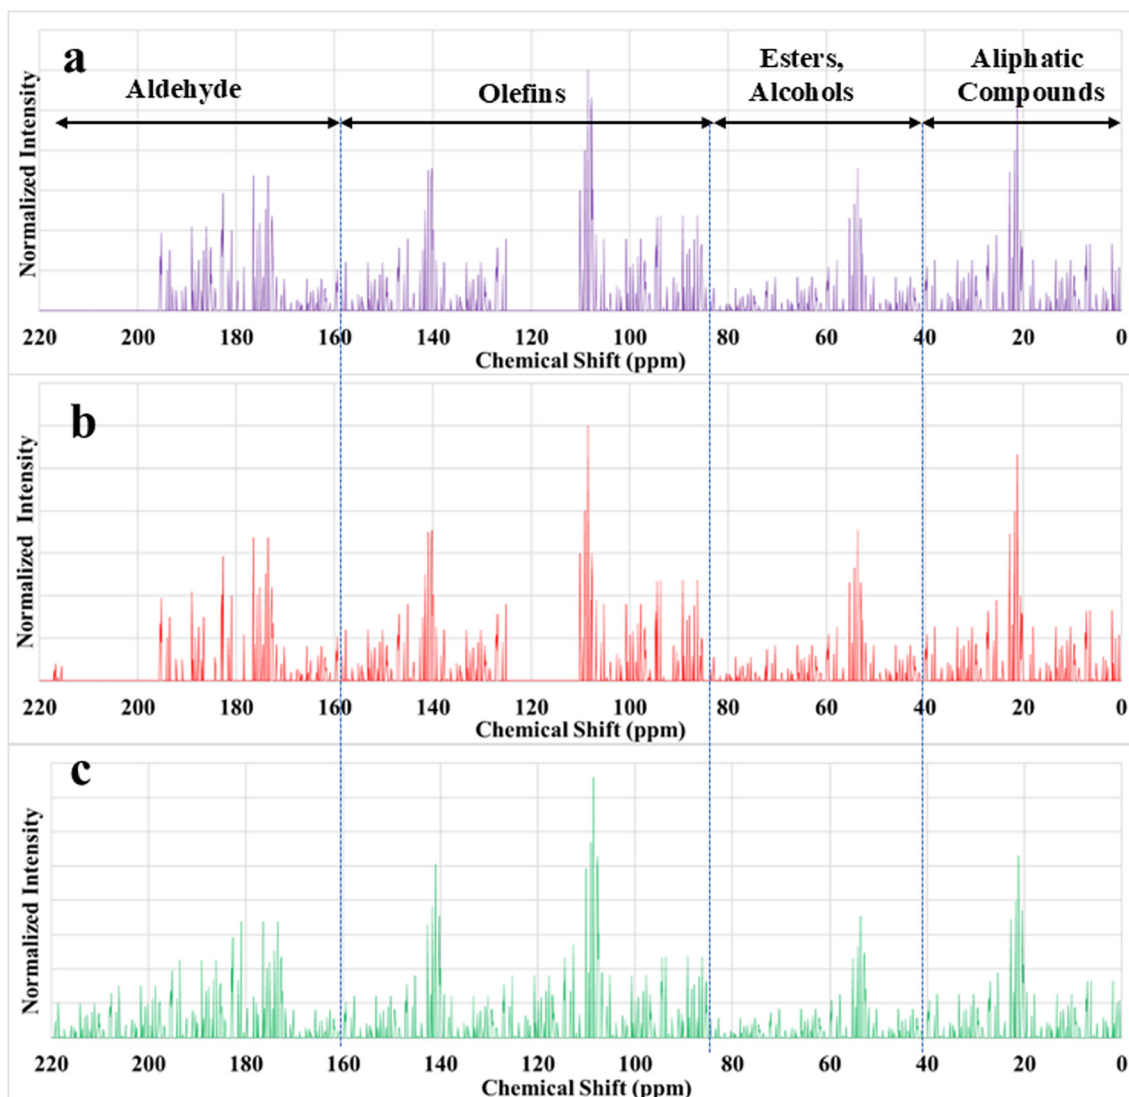 a
Aldehyde
Olefins
Esters,
Alcohols
Aliphatic
Compounds
Normalized Intensity
220 200 180 160 140 120 100 80 60 40 20 0
Chemical Shift (ppm)
b
Normalized Intensity
220 200 180 160 140 120 100 80 60 40 20 0
Chemical Shift (ppm)
c
Normalized Intensity
220 200 180 160 140 120 100 80 60 40 20 0
Chemical Shift (ppm)